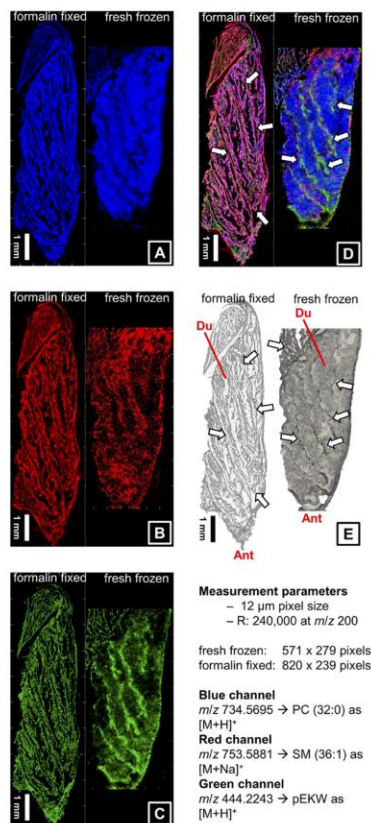 formalin fixed fresh frozen
1 mm
A
formalin fixed fresh frozen
1 mm
B
formalin fixed fresh frozen
1 mm
C
formalin fixed fresh frozen
1 mm
D
formalin fixed fresh frozen
Du
Du
1 mm
Ant
Ant
E
Measurement parameters
– 12 µm pixel size
– R: 240,000 at m/z 200
fresh frozen: 571 x 279 pixels
formalin fixed: 820 x 239 pixels
Blue channel
m/z 734.5695 → PC (32:0) as
[M+H]⁺
Red channel
m/z 753.5881 → SM (36:1) as
[M+Na]⁺
Green channel
m/z 444.2243 → pEKW as
[M+H]⁺